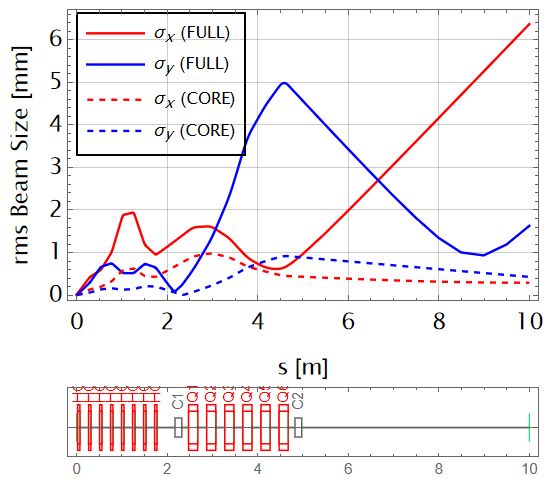 σx (FULL)
σy (FULL)
σx (CORE)
σy (CORE)
rms Beam Size [mm]
6
5
4
3
2
1
0
0 2 4 6 8 10
s [m]
C1 Q1 Q2 Q3 Q4 Q5 Q6 C2
0 2 4 6 8 10